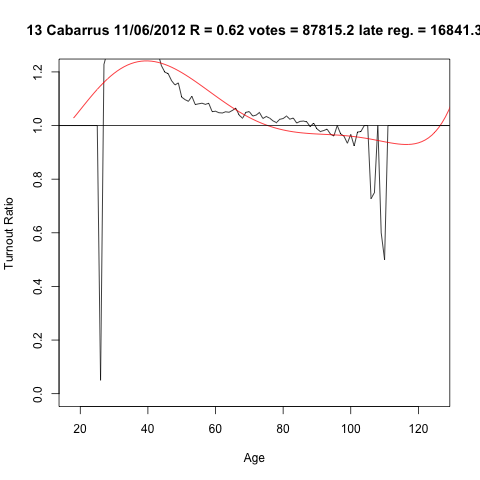 13 Cabarrus 11/06/2012 R = 0.62 votes = 87815.2 late reg. = 16841.3
Turnout Ratio
1.2
1.0
0.8
0.6
0.4
0.2
0.0
20 40 60 80 100 120
Age